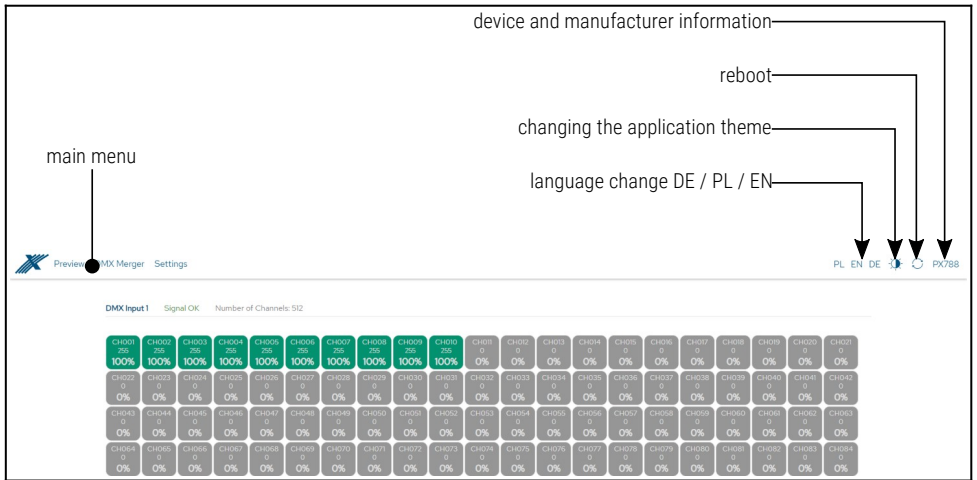 device and manufacturer information
reboot
changing the application theme
main menu
language change DE / PL / EN
Preview DMX Merger Settings PL EN DE PX788
DMX Input 1 Signal OK Number of Channels: 512
CH001 CH002 CH003 CH004 CH005 CH006 CH007 CH008 CH009 CH010 CH011 CH012 CH013 CH014 CH015 CH016 CH017 CH018 CH019 CH020 CH021
255 255 255 255 255 255 255 255 255 255 0 0 0 0 0 0 0 0 0 0 0
100% 100% 100% 100% 100% 100% 100% 100% 100% 100% 0% 0% 0% 0% 0% 0% 0% 0% 0% 0% 0%
CH022 CH023 CH024 CH025 CH026 CH027 CH028 CH029 CH030 CH031 CH032 CH033 CH034 CH035 CH036 CH037 CH038 CH039 CH040 CH041 CH042
0 0 0 0 0 0 0 0 0 0 0 0 0 0 0 0 0 0 0 0 0
0% 0% 0% 0% 0% 0% 0% 0% 0% 0% 0% 0% 0% 0% 0% 0% 0% 0% 0% 0% 0%
CH043 CH044 CH045 CH046 CH047 CH048 CH049 CH050 CH051 CH052 CH053 CH054 CH055 CH056 CH057 CH058 CH059 CH060 CH061 CH062 CH063
0 0 0 0 0 0 0 0 0 0 0 0 0 0 0 0 0 0 0 0 0
0% 0% 0% 0% 0% 0% 0% 0% 0% 0% 0% 0% 0% 0% 0% 0% 0% 0% 0% 0% 0%
CH064 CH065 CH066 CH067 CH068 CH069 CH070 CH071 CH072 CH073 CH074 CH075 CH076 CH077 CH078 CH079 CH080 CH081 CH082 CH083 CH084
0 0 0 0 0 0 0 0 0 0 0 0 0 0 0 0 0 0 0 0 0
0% 0% 0% 0% 0% 0% 0% 0% 0% 0% 0% 0% 0% 0% 0% 0% 0% 0% 0% 0% 0%